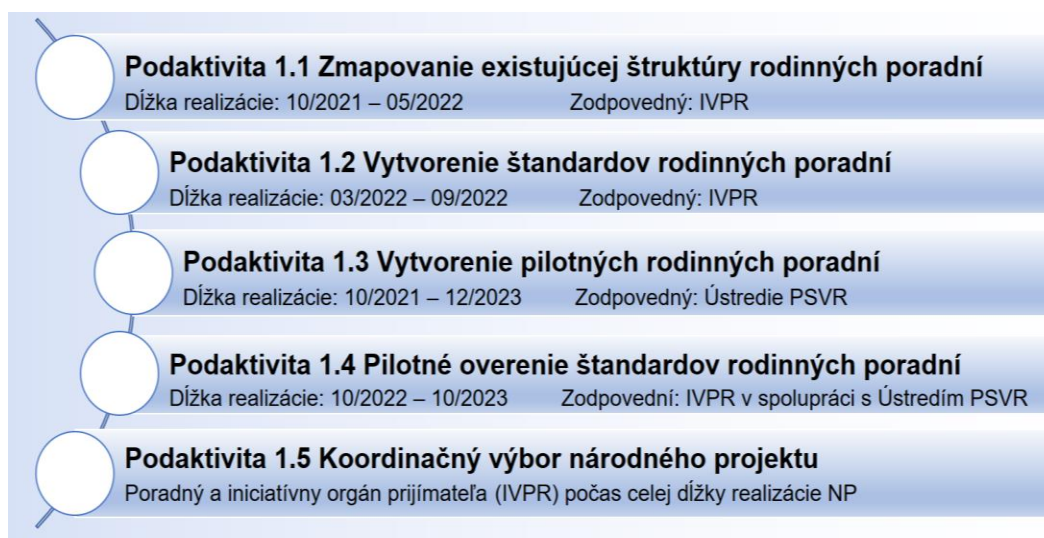 Podaktivita 1.1 Zmapovanie existujúcej štruktúry rodinných poradní
Dĺžka realizácie: 10/2021 – 05/2022 Zodpovedný: IVPR
Podaktivita 1.2 Vytvorenie štandardov rodinných poradní
Dĺžka realizácie: 03/2022 – 09/2022 Zodpovedný: IVPR
Podaktivita 1.3 Vytvorenie pilotných rodinných poradní
Dĺžka realizácie: 10/2021 – 12/2023 Zodpovedný: Ústredie PSVR
Podaktivita 1.4 Pilotné overenie štandardov rodinných poradní
Dĺžka realizácie: 10/2022 – 10/2023 Zodpovední: IVPR v spolupráci s Ústredím PSVR
Podaktivita 1.5 Koordinačný výbor národného projektu
Poradný a iniciatívny orgán prijímateľa (IVPR) počas celej dĺžky realizácie NP